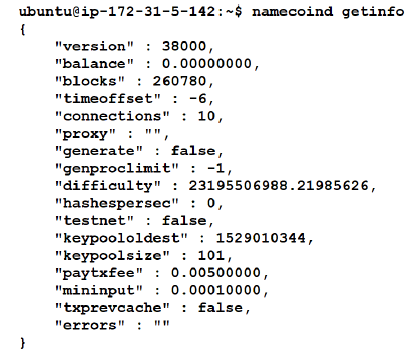 ubuntu@ip-172-31-5-142:~$ namecoind getinfo
{
"version" : 38000,
"balance" : 0.00000000,
"blocks" : 260780,
"timeoffset" : -6,
"connections" : 10,
"proxy" : "",
"generate" : false,
"genproclimit" : -1,
"difficulty" : 23195506988.21985626,
"hashespersec" : 0,
"testnet" : false,
"keypoololdest" : 1529010344,
"keypoolsize" : 101,
"paytxfee" : 0.00500000,
"mininput" : 0.00010000,
"txprevcache" : false,
"errors" : ""
}